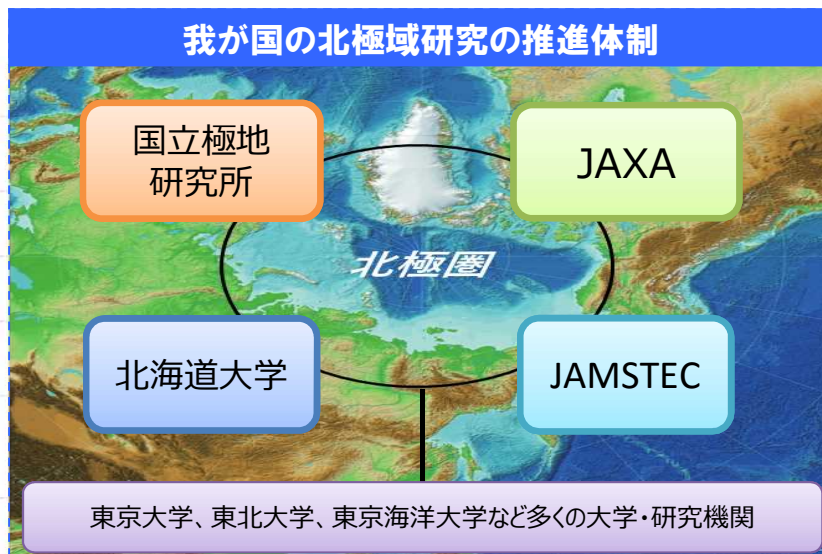 我が国の北極域研究の推進体制
国立極地
研究所
JAXA
北極圏
北海道大学
JAMSTEC
東京大学、東北大学、東京海洋大学など多くの大学・研究機関